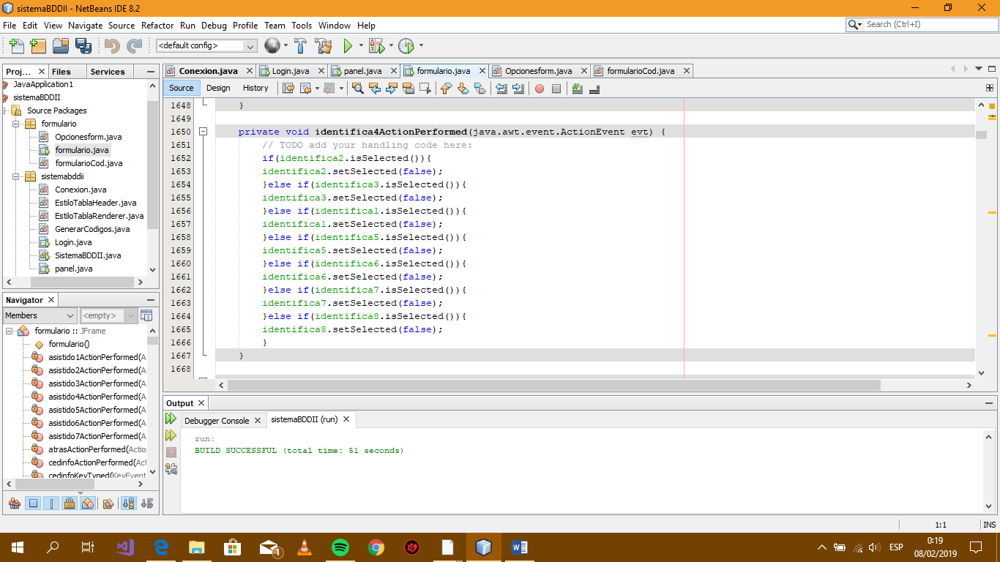 sistemaBDDII - NetBeans IDE 8.2
File Edit View Navigate Source Refactor Run Debug Profile Team Tools Window Help
Search (Ctrl+I)
<default config>
Proj... Files Services
JavaApplication1
sistemaBDDII
Source Packages
formulario
Opcionesform.java
formulario.java
formularioCod.java
sistemabddii
Conexion.java
EstiloTablaHeader.java
EstiloTablaRenderer.java
GenerarCodigos.java
Login.java
SistemaBDDII.java
panel.java
Navigator
Members <empty>
formulario :: JFrame
formulario()
asistido1ActionPerformed(A
asistido2ActionPerformed(A
asistido3ActionPerformed(A
asistido4ActionPerformed(A
asistido5ActionPerformed(A
asistido6ActionPerformed(A
asistido7ActionPerformed(A
atrasActionPerformed(Actio
cedinfoActionPerformed(Act
cedinfoKeyTyped(KeyEvent
Conexion.java Login.java panel.java formulario.java Opcionesform.java formularioCod.java
Source Design History
1648 }
1649
1650 private void identifica4ActionPerformed(java.awt.event.ActionEvent evt) {
1651 // TODO add your handling code here:
1652 if(identifica2.isSelected()){
1653 identifica2.setSelected(false);
1654 }else if(identifica3.isSelected()){
1655 identifica3.setSelected(false);
1656 }else if(identifica1.isSelected()){
1657 identifica1.setSelected(false);
1658 }else if(identifica5.isSelected()){
1659 identifica5.setSelected(false);
1660 }else if(identifica6.isSelected()){
1661 identifica6.setSelected(false);
1662 }else if(identifica7.isSelected()){
1663 identifica7.setSelected(false);
1664 }else if(identifica8.isSelected()){
1665 identifica8.setSelected(false);
1666 }
1667 }
1668
Output
Debugger Console sistemaBDDII (run)
run:
BUILD SUCCESSFUL (total time: 51 seconds)
1:1 INS
1
ESP
0:19
08/02/2019